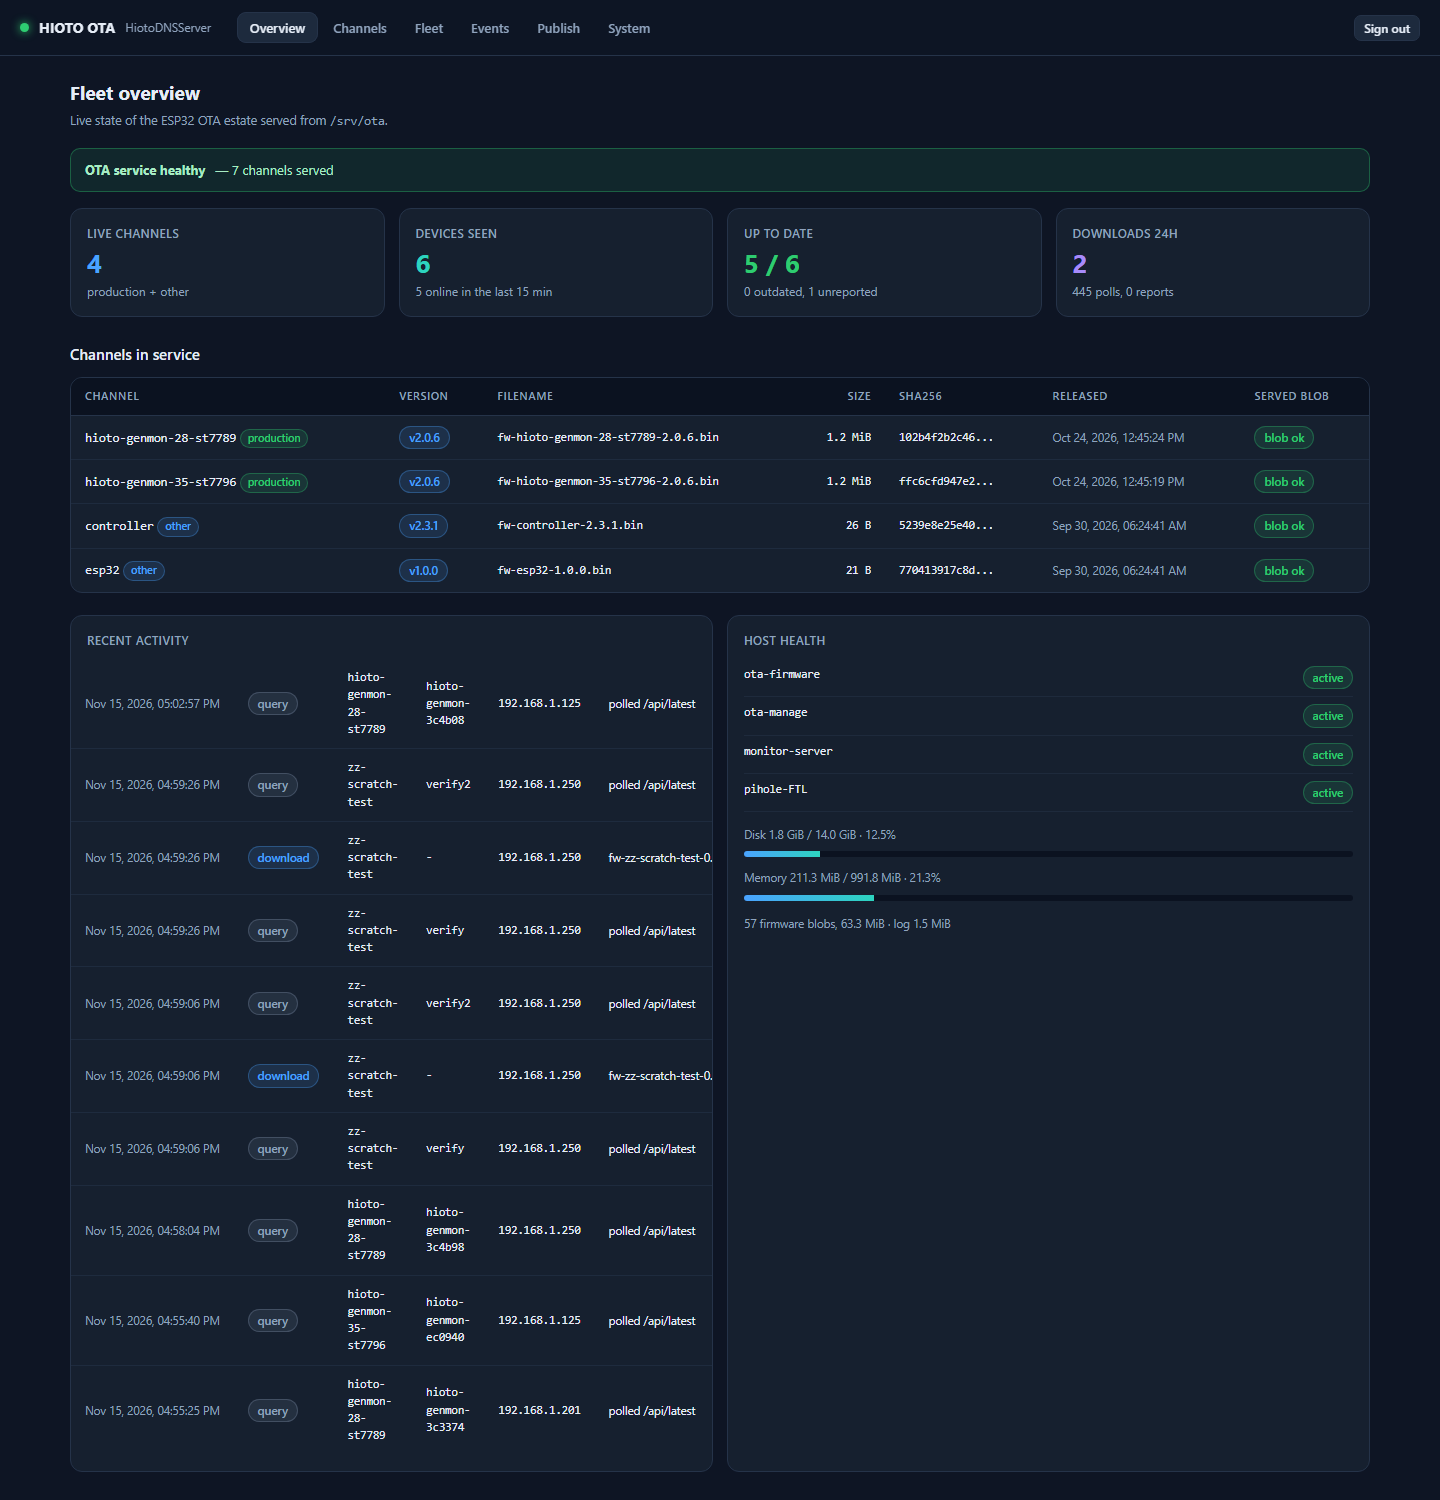 HIOTO OTA HiotoDNSServer Overview Channels Fleet Events Publish System Sign out
Fleet overview
Live state of the ESP32 OTA estate served from /srv/ota.
OTA service healthy — 7 channels served
LIVE CHANNELS
4
production + other
DEVICES SEEN
6
5 online in the last 15 min
UP TO DATE
5 / 6
0 outdated, 1 unreported
DOWNLOADS 24H
2
445 polls, 0 reports
Channels in service
CHANNEL VERSION FILENAME SIZE SHA256 RELEASED SERVED BLOB
hioto-genmon-28-st7789 production v2.0.6 fw-hioto-genmon-28-st7789-2.0.6.bin 1.2 MiB 102b4f2b2c46... Oct 24, 2026, 12:45:24 PM blob ok
hioto-genmon-35-st7796 production v2.0.6 fw-hioto-genmon-35-st7796-2.0.6.bin 1.2 MiB ffc6cfd947e2... Oct 24, 2026, 12:45:19 PM blob ok
controller other v2.3.1 fw-controller-2.3.1.bin 26 B 5239e8e25e40... Sep 30, 2026, 06:24:41 AM blob ok
esp32 other v1.0.0 fw-esp32-1.0.0.bin 21 B 770413917c8d... Sep 30, 2026, 06:24:41 AM blob ok
RECENT ACTIVITY
Nov 15, 2026, 05:02:57 PM query hioto-genmon-28-st7789 hioto-genmon-3c4b08 192.168.1.125 polled /api/latest
Nov 15, 2026, 04:59:26 PM query zz-scratch-test verify2 192.168.1.250 polled /api/latest
Nov 15, 2026, 04:59:26 PM download zz-scratch-test - 192.168.1.250 fw-zz-scratch-test-0.
Nov 15, 2026, 04:59:26 PM query zz-scratch-test verify 192.168.1.250 polled /api/latest
Nov 15, 2026, 04:59:06 PM query zz-scratch-test verify2 192.168.1.250 polled /api/latest
Nov 15, 2026, 04:59:06 PM download zz-scratch-test - 192.168.1.250 fw-zz-scratch-test-0.
Nov 15, 2026, 04:59:06 PM query zz-scratch-test verify 192.168.1.250 polled /api/latest
Nov 15, 2026, 04:58:04 PM query hioto-genmon-28-st7789 hioto-genmon-3c4b98 192.168.1.250 polled /api/latest
Nov 15, 2026, 04:55:40 PM query hioto-genmon-35-st7796 hioto-genmon-ec0940 192.168.1.125 polled /api/latest
Nov 15, 2026, 04:55:25 PM query hioto-genmon-28-st7789 hioto-genmon-3c3374 192.168.1.201 polled /api/latest
HOST HEALTH
ota-firmware active
ota-manage active
monitor-server active
pihole-FTL active
Disk 1.8 GiB / 14.0 GiB · 12.5%
Memory 211.3 MiB / 991.8 MiB · 21.3%
57 firmware blobs, 63.3 MiB · log 1.5 MiB